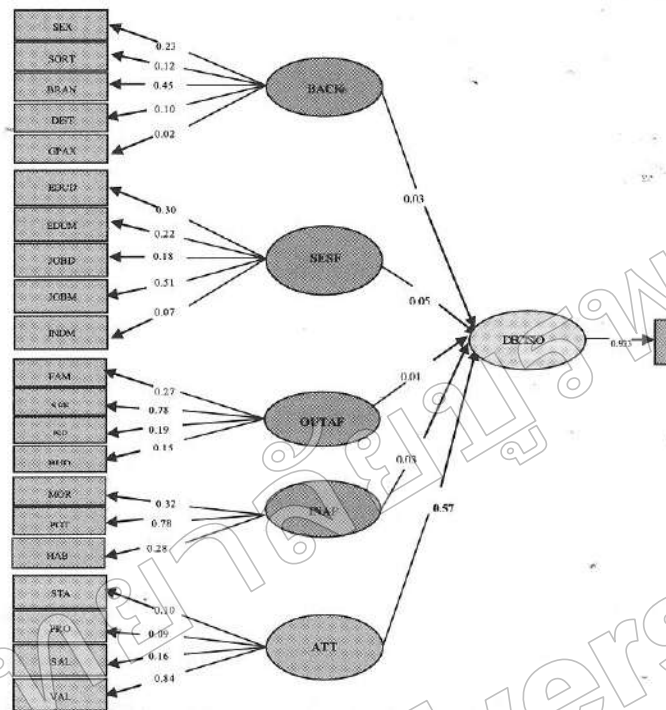 SEX
0.23
SORT
0.12
BRAN
0.45
DIST
0.10
GPAX
0.02
BACK
0.03
EDUD
0.30
EDUM
0.22
JOBD
0.18
JOBM
0.51
INDM
0.07
SESF
0.05
DECISO
FAM
0.27
0.78
0.19
0.15
OUTAF
0.01
MOR
0.32
POT
0.78
HAB
0.28
INAF
0.03
STA
0.10
PRO
0.09
SAL
0.16
VAL
0.84
ATT
0.57